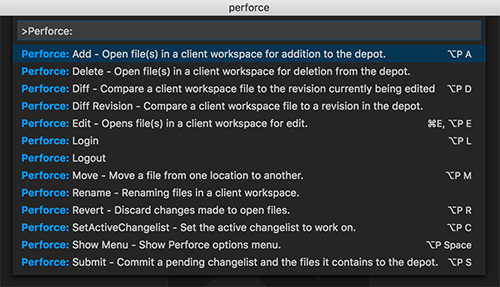 perforce
>Perforce:
Perforce: Add - Open file(s) in a client workspace for addition to the depot. ⌥P A
Perforce: Delete - Open file(s) in a client workspace for deletion from the depot.
Perforce: Diff - Compare a client workspace file to the revision currently being edited ⌥P D
Perforce: Diff Revision - Compare a client workspace file to a revision in the depot.
Perforce: Edit - Opens file(s) in a client workspace for edit. ⌘E, ⌥P E
Perforce: Login ⌥P L
Perforce: Logout
Perforce: Move - Move a file from one location to another. ⌥P M
Perforce: Rename - Renaming files in a client workspace.
Perforce: Revert - Discard changes made to open files. ⌥P R
Perforce: SetActiveChangelist - Set the active changelist to work on. ⌥P C
Perforce: Show Menu - Show Perforce options menu. ⌥P Space
Perforce: Submit - Commit a pending changelist and the files it contains to the depot. ⌥P S